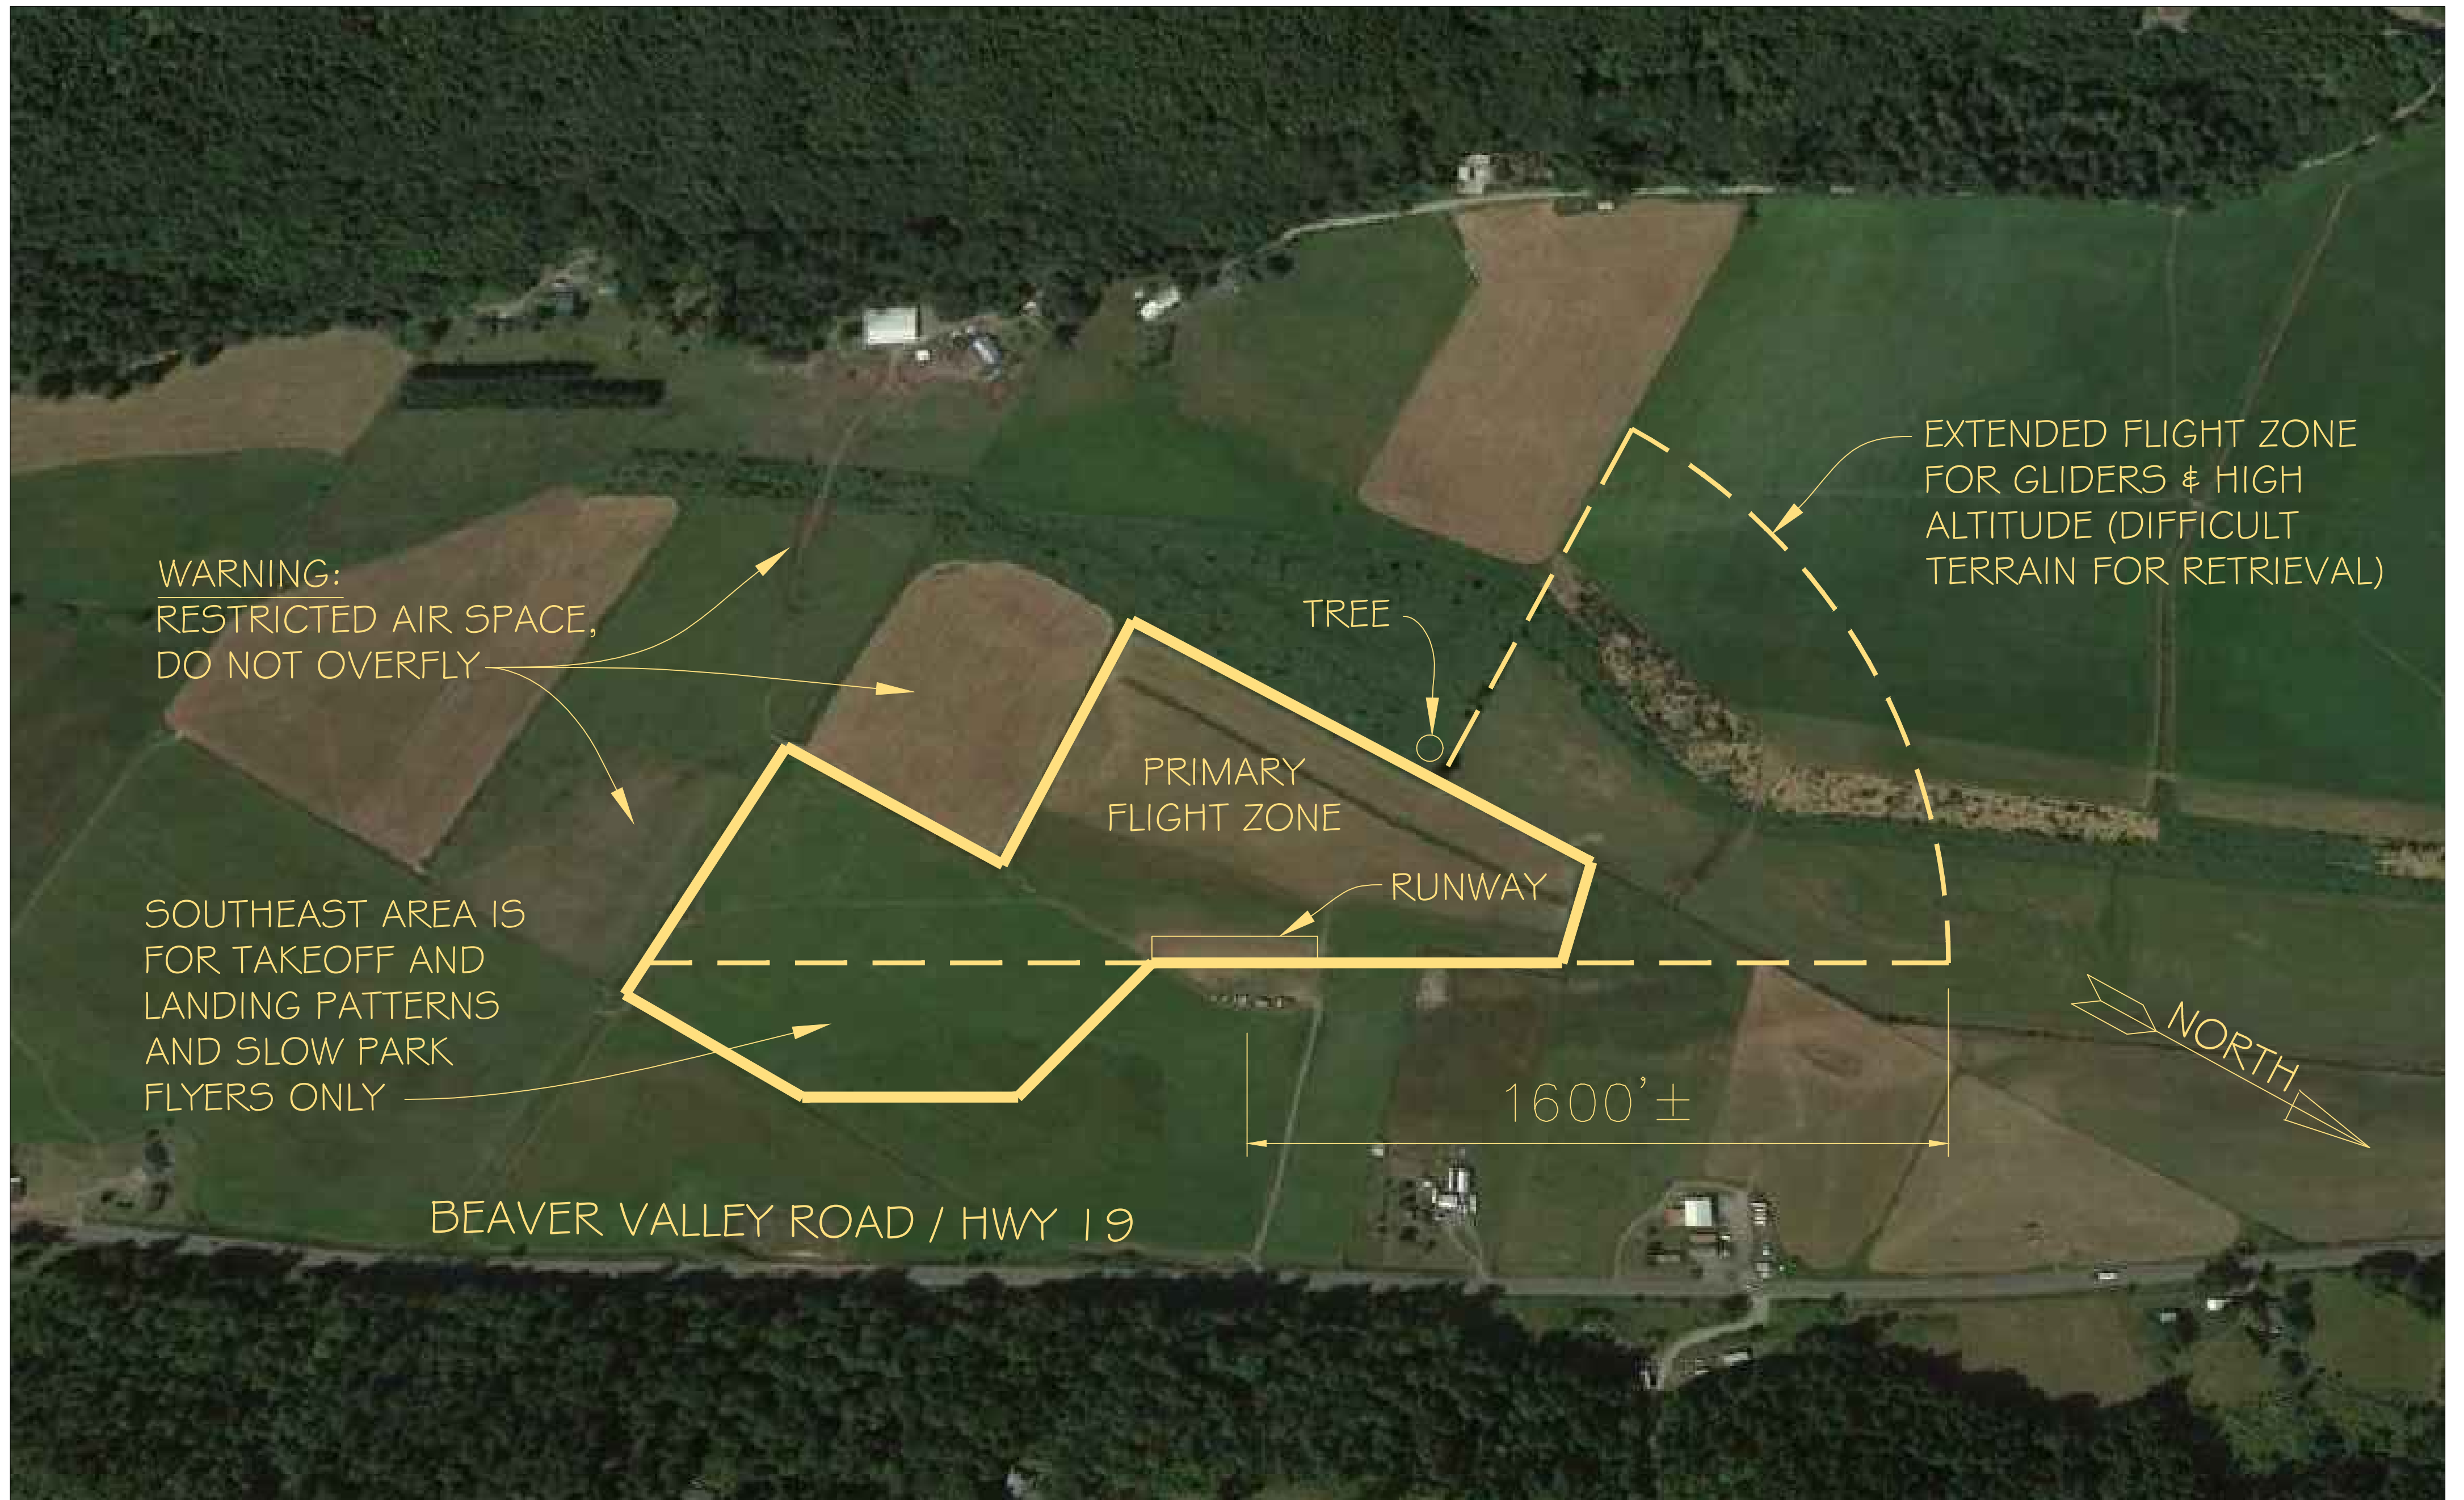 EXTENDED FLIGHT ZONE
FOR GLIDERS & HIGH
ALTITUDE (DIFFICULT
TERRAIN FOR RETRIEVAL)
WARNING:
RESTRICTED AIR SPACE,
DO NOT OVERFLY
TREE
PRIMARY
FLIGHT ZONE
RUNWAY
SOUTHEAST AREA IS
FOR TAKEOFF AND
LANDING PATTERNS
AND SLOW PARK
FLYERS ONLY
NORTH
1600'±
BEAVER VALLEY ROAD / HWY 19